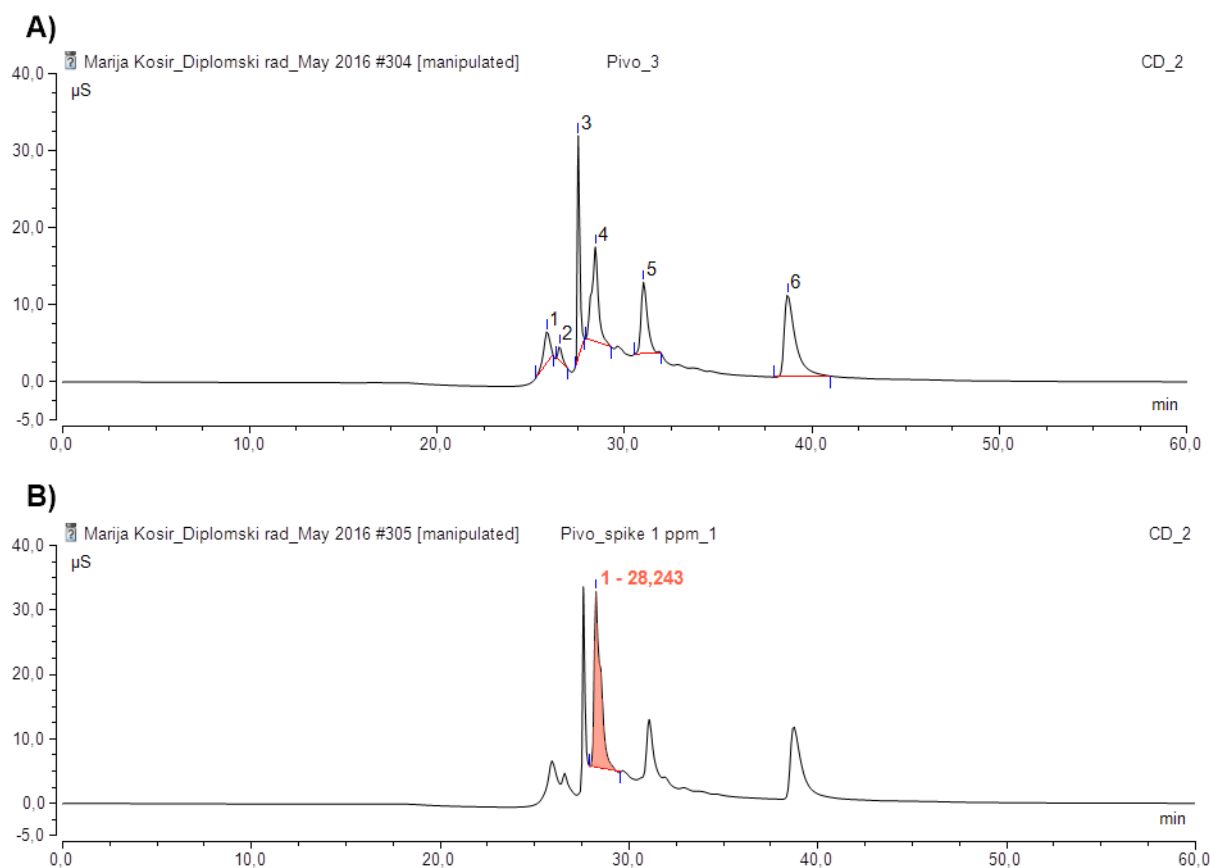 A)
Marija Kosir_Diplomski rad_May 2016 #304 [manipulated] Pivo_3 CD_2
40,0
µS
30,0
20,0
10,0
0,0
-5,0
1
2
3
4
5
6
min
0,0 10,0 20,0 30,0 40,0 50,0 60,0
B)
Marija Kosir_Diplomski rad_May 2016 #305 [manipulated] Pivo_spike 1 ppm_1 CD_2
40,0
µS
30,0
20,0
10,0
0,0
-5,0
1 - 28,243
min
0,0 10,0 20,0 30,0 40,0 50,0 60,0